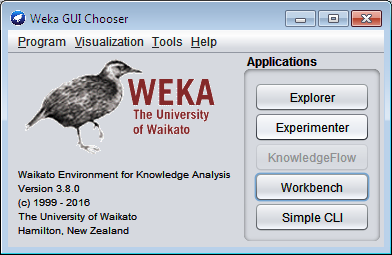 Weka GUI Chooser
Program Visualization Tools Help
Applications
WEKA
The University
of Waikato
Explorer
Experimenter
KnowledgeFlow
Workbench
Simple CLI
Waikato Environment for Knowledge Analysis
Version 3.8.0
(c) 1999 - 2016
The University of Waikato
Hamilton, New Zealand